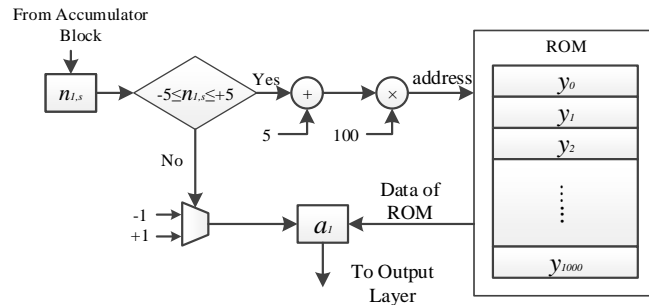 From Accumulator
Block
n1,s
-5≤n1,s≤+5
Yes
+
5
×
100
address
No
-1
+1
a1
To Output
Layer
Data of
ROM
ROM
y0
y1
y2
......
y1000